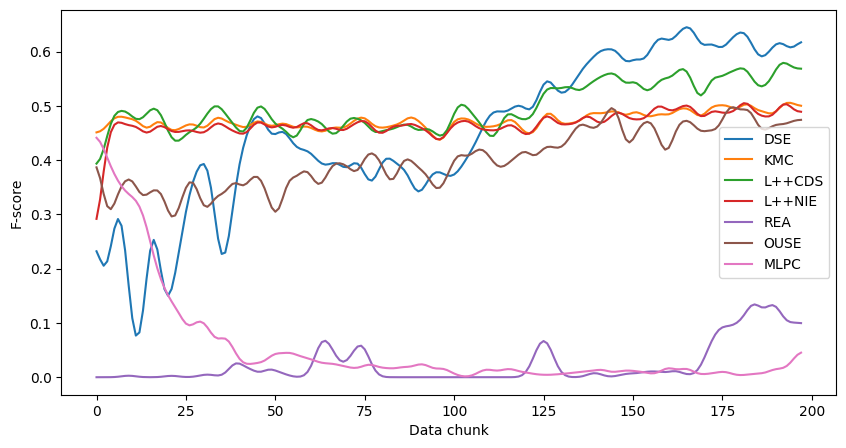 0.6
0.5
0.4
0.3
0.2
0.1
0.0
F-score
0 25 50 75 100 125 150 175 200
Data chunk
DSE
KMC
L++CDS
L++NIE
REA
OUSE
MLPC